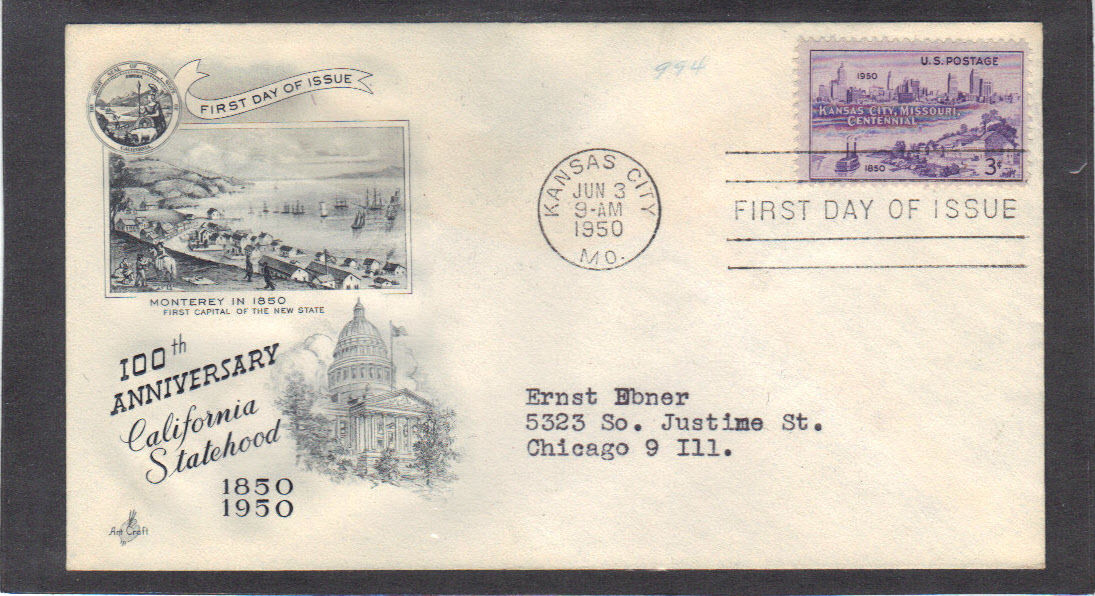 FIRST DAY OF ISSUE
CALIFORNIA
MONTEREY IN 1850
FIRST CAPITAL OF THE NEW STATE
100th
ANNIVERSARY
California
Statehood
1850
1950
Art Craft
994
KANSAS CITY
JUN 3
9-AM
1950
MO.
U.S. POSTAGE
1950
KANSAS CITY, MISSOURI,
CENTENNIAL
1850
3¢
FIRST DAY OF ISSUE
Ernst Ebner
5323 So. Justime St.
Chicago 9 Ill.